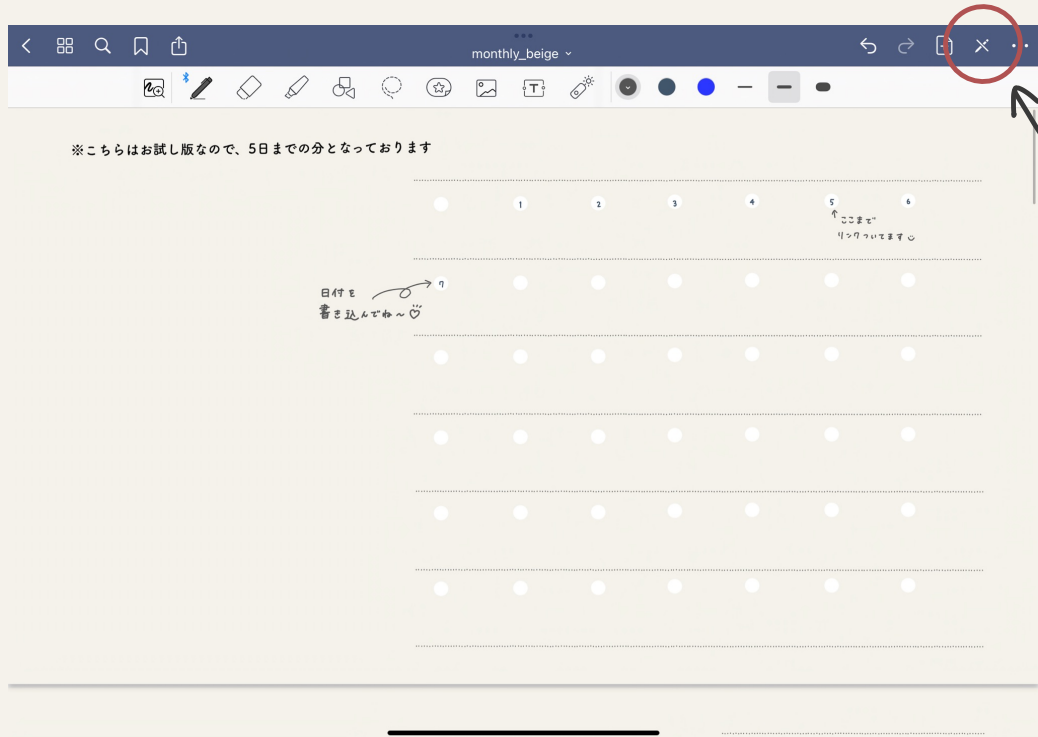 monthly_beige
T
※こちらはお試し版なので、5日までの分となっております
1 2 3 4 5 6
ここまで
リンクついてます
7
日付を
書き込んでね〜♡